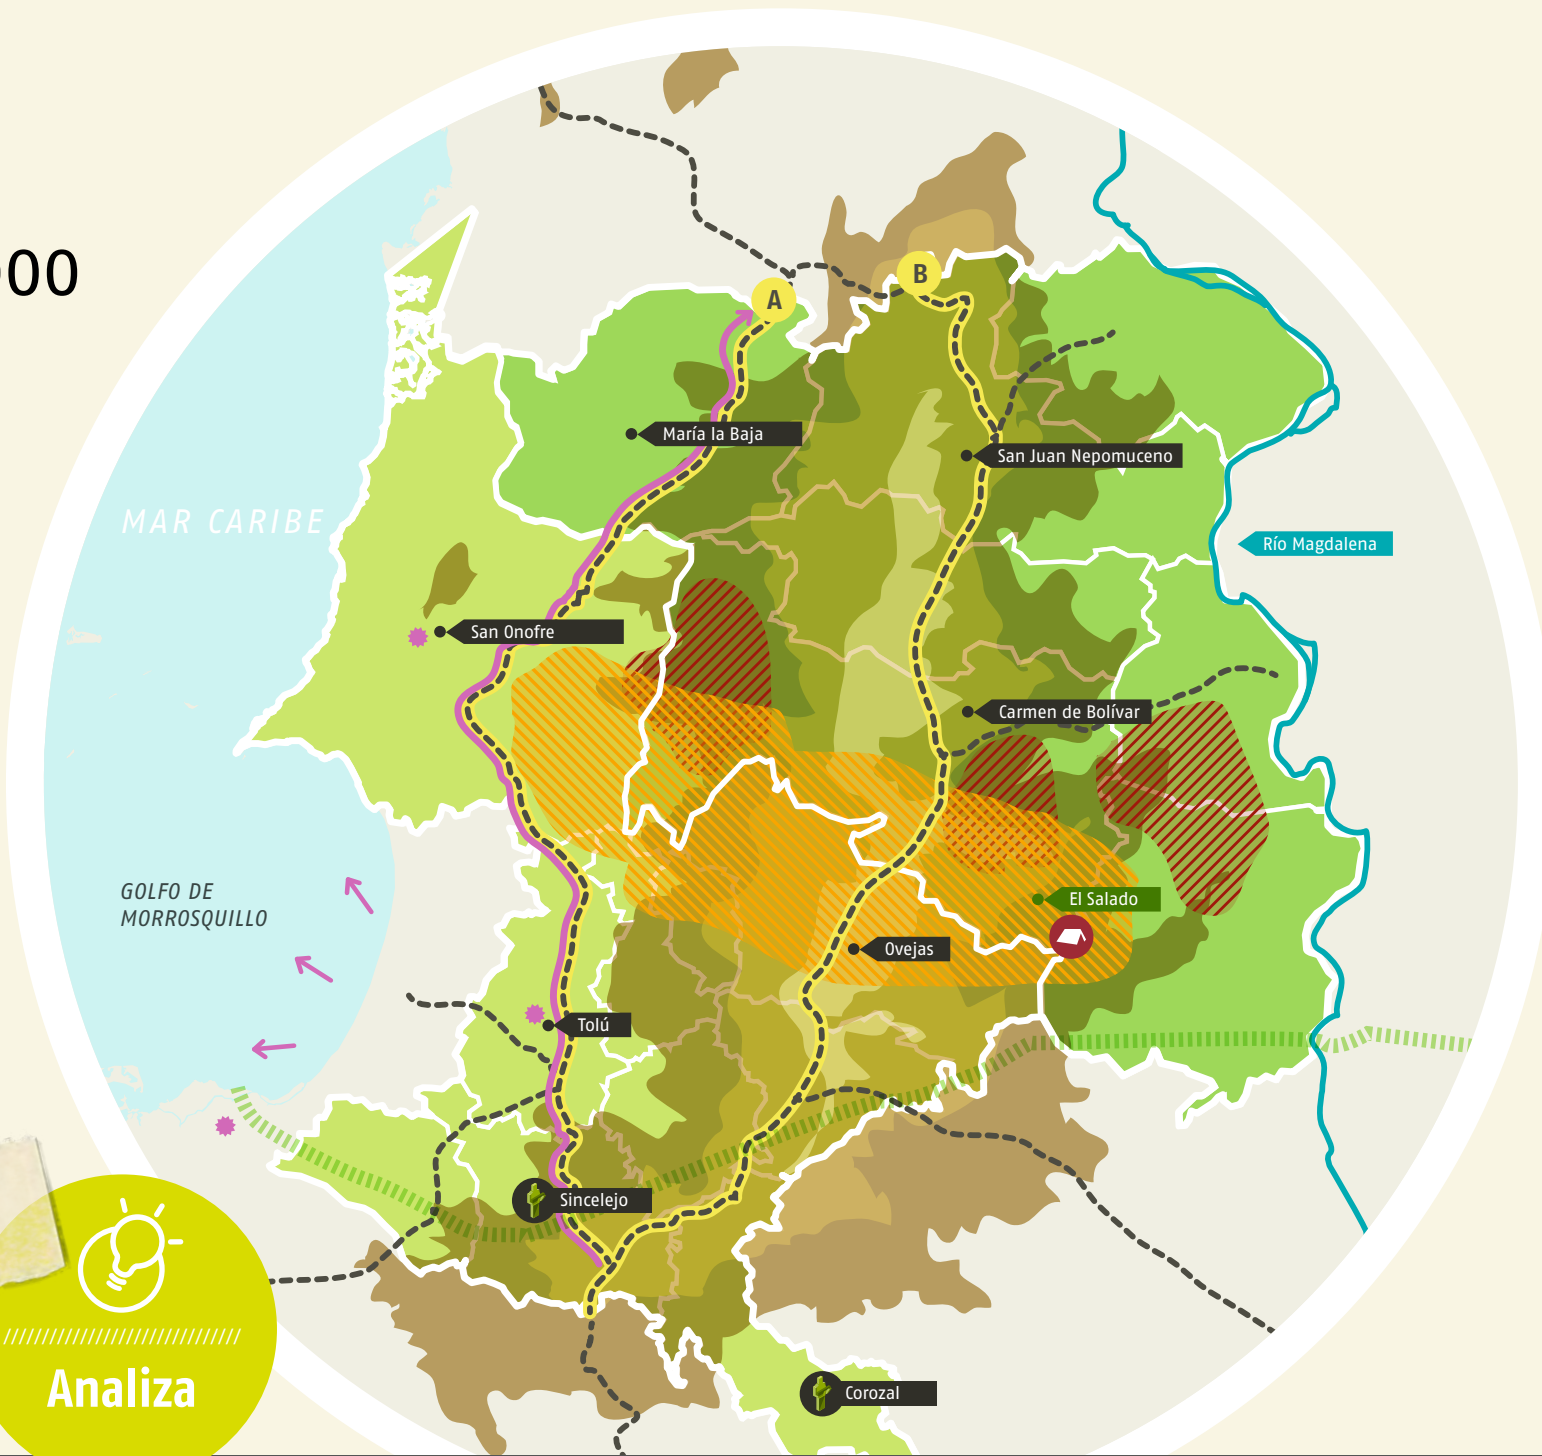 00
A
B
María la Baja
San Juan Nepomuceno
MAR CARIBE
Río Magdalena
San Onofre
Carmen de Bolívar
GOLFO DE
MORROSQUILLO
El Salado
Ovejas
Tolú
Sincelejo
Analiza
Corozal